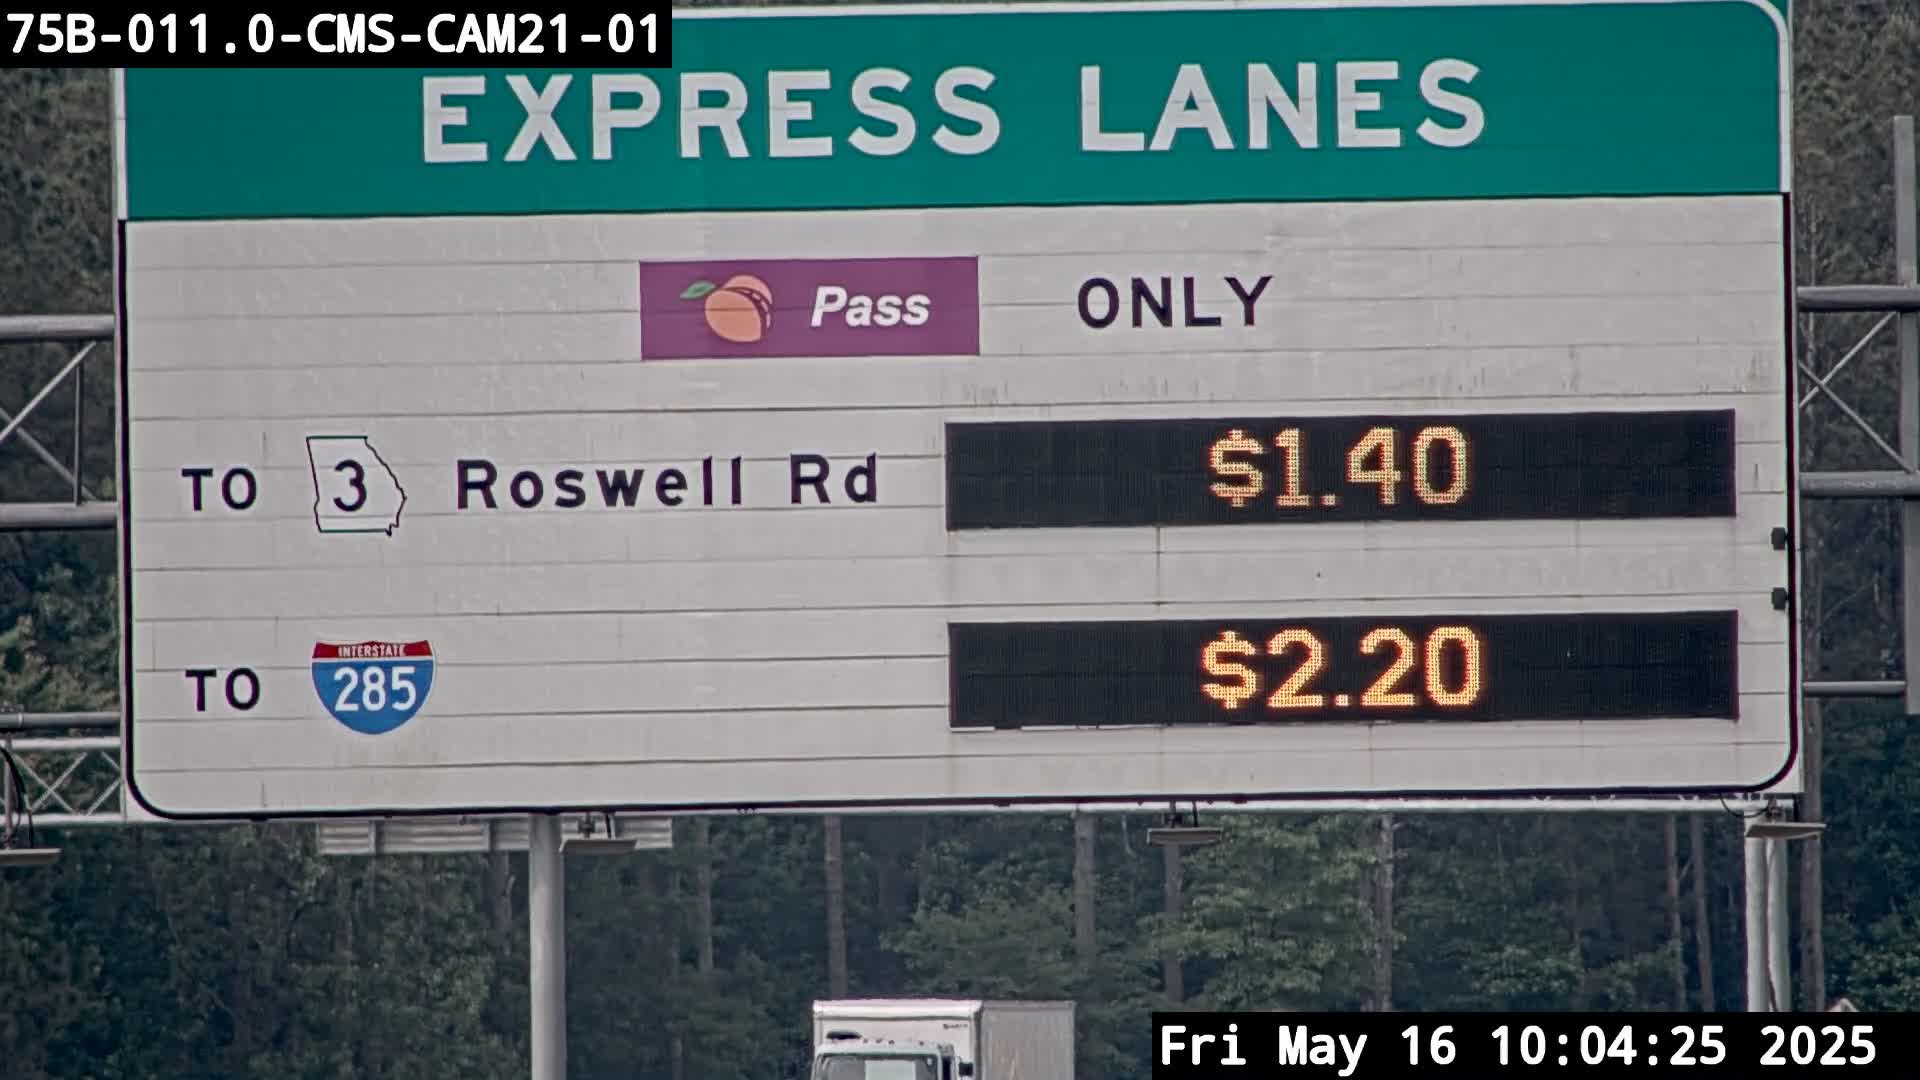 75B-011.0-CMS-CAM21-01
EXPRESS LANES
Pass ONLY
TO 3 Roswell Rd $1.40
TO INTERSTATE 285 $2.20
Fri May 16 10:04:25 2025